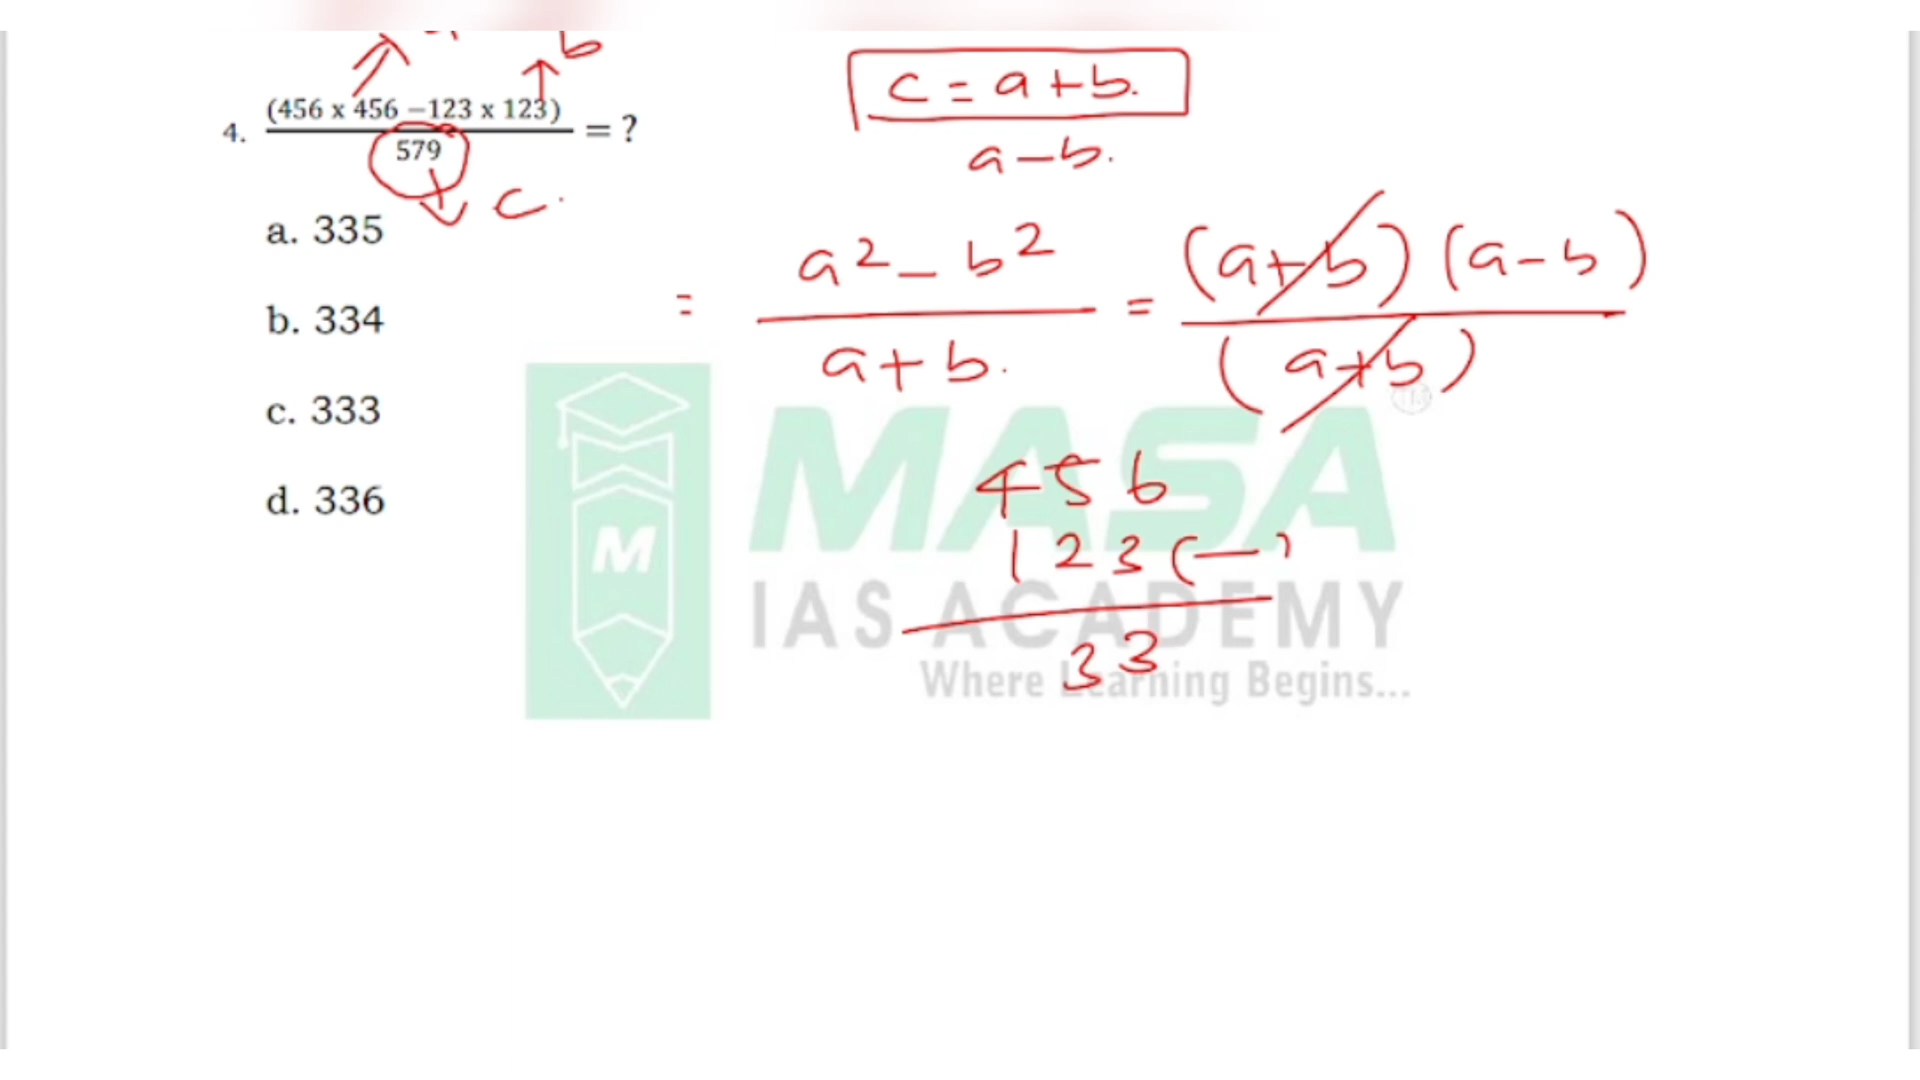 b
c = a + b.
4. (456 x 456 –123 x 123) / 579 = ?
a – b.
c.
a. 335
= a² – b² / a + b. = (a+b) (a–b) / (a+b)
b. 334
c. 333
MASA
456
d. 336
M
123 (–)
IAS ACADEMY
33
Where Learning Begins...